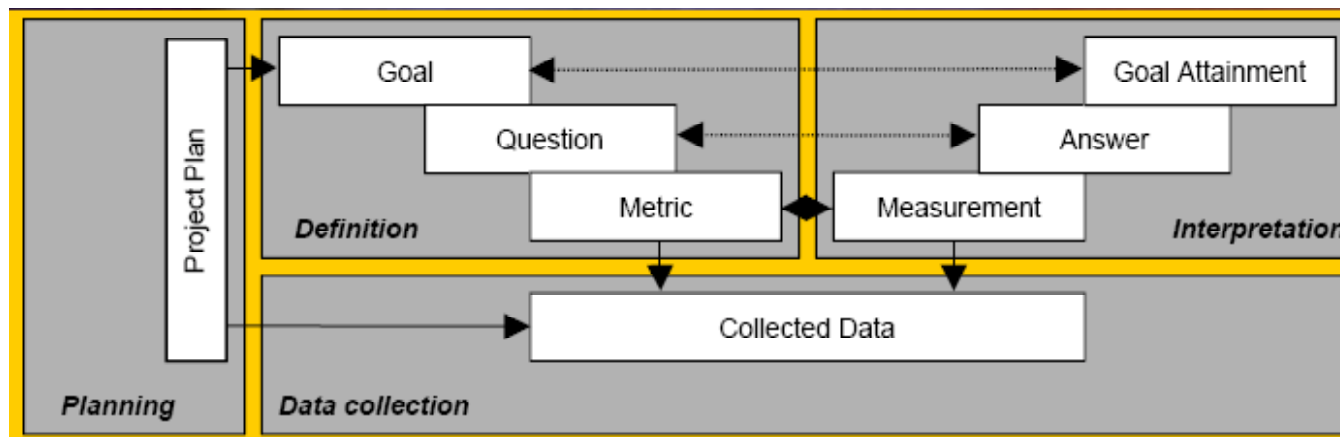 Project Plan
Planning
Goal
Question
Metric
Definition
Goal Attainment
Answer
Measurement
Interpretation
Collected Data
Data collection